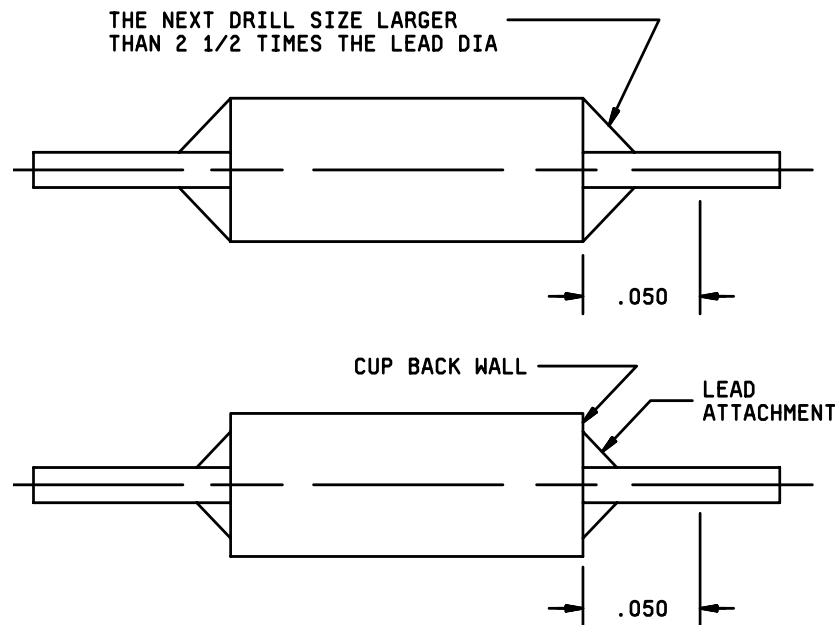 THE NEXT DRILL SIZE LARGER
THAN 2 1/2 TIMES THE LEAD DIA
.050
CUP BACK WALL
LEAD
ATTACHMENT
.050